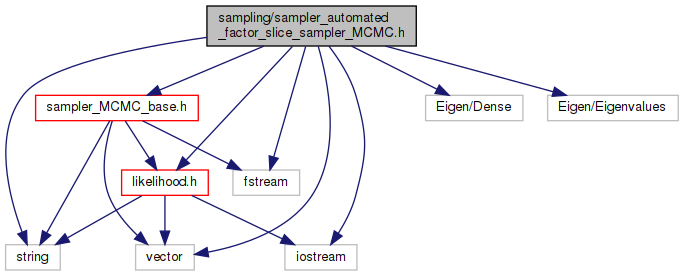 sampling/sampler_automated
_factor_slice_sampler_MCMC.h
sampler_MCMC_base.h
Eigen/Dense
Eigen/Eigenvalues
likelihood.h
fstream
string
vector
iostream